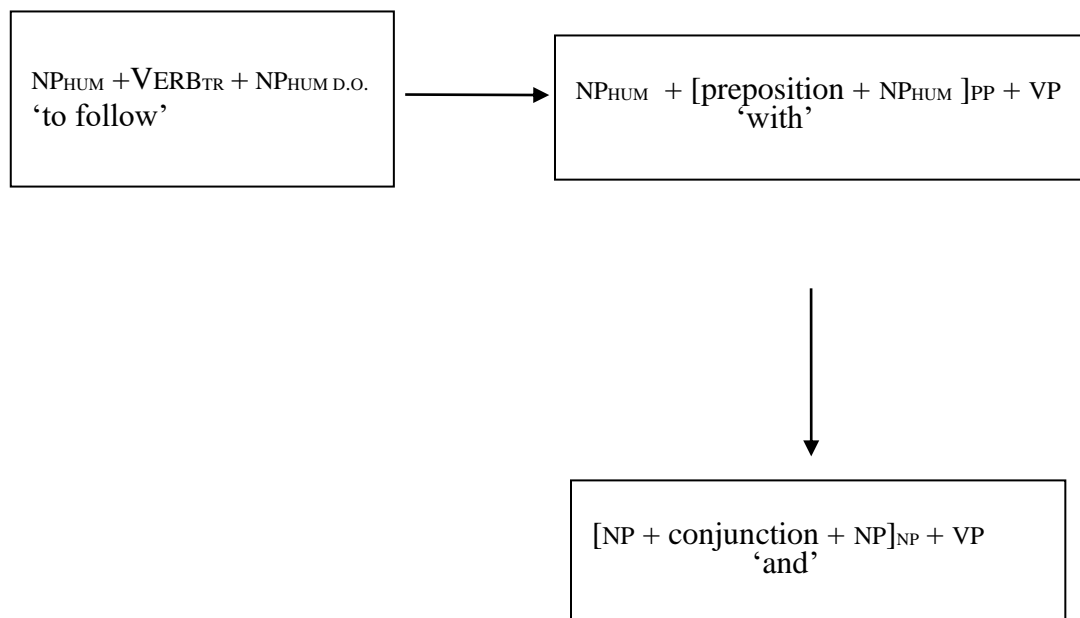 NPHUM +VERBTR + NPHUM D.O.
‘to follow’
NPHUM + [preposition + NPHUM ]PP + VP
‘with’
[NP + conjunction + NP]NP + VP
‘and’